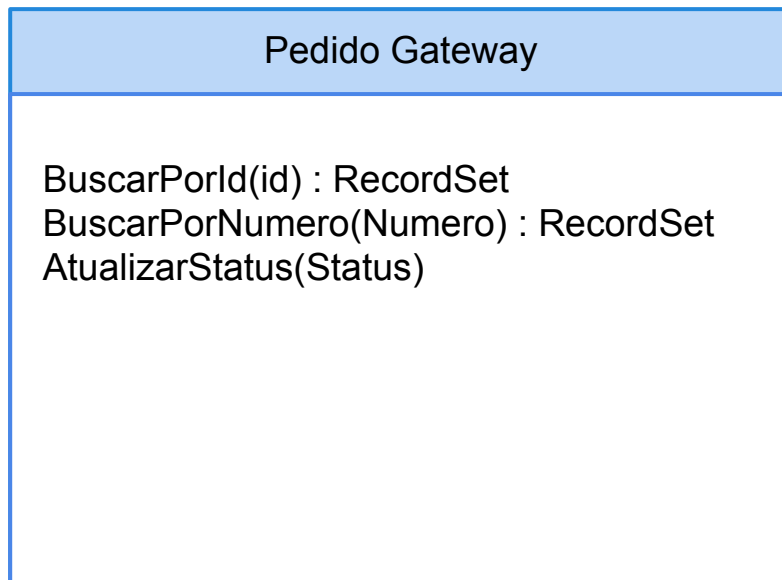 Pedido Gateway
BuscarPorId(id) : RecordSet
BuscarPorNumero(Numero) : RecordSet
AtualizarStatus(Status)